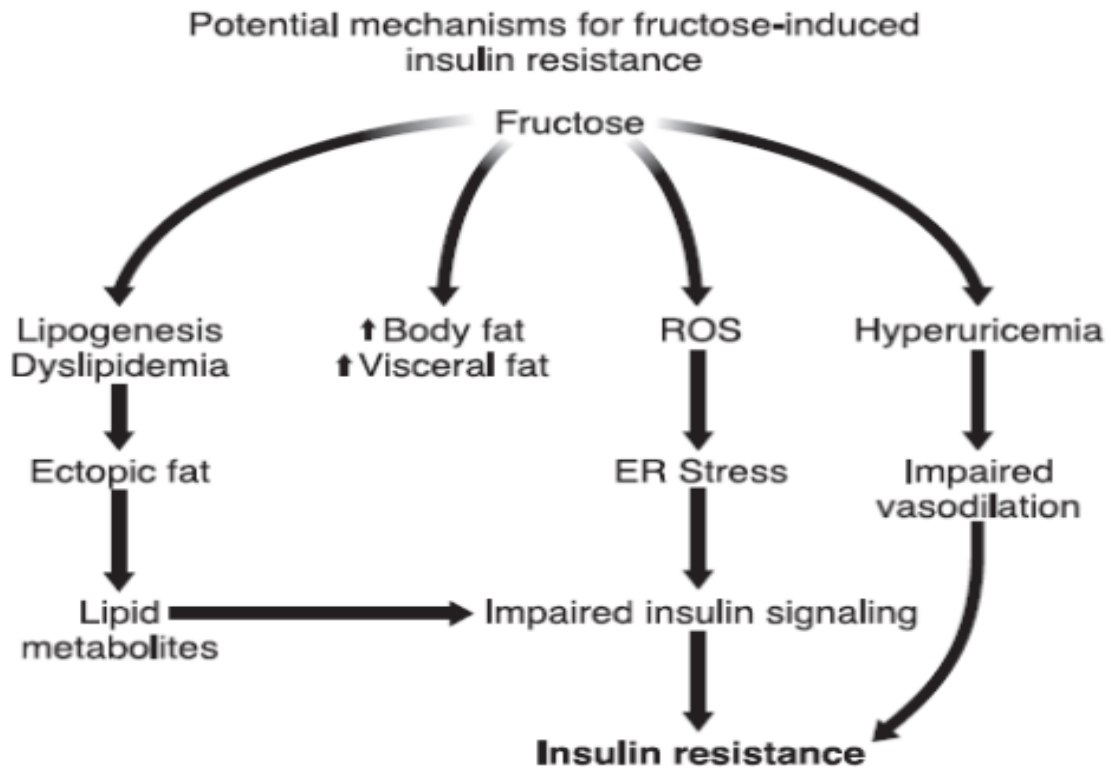 Potential mechanisms for fructose-induced
insulin resistance
Fructose
Lipogenesis
Dyslipidemia
⬆ Body fat
⬆ Visceral fat
ROS
Hyperuricemia
Ectopic fat
ER Stress
Impaired
vasodilation
Lipid
metabolites
Impaired insulin signaling
Insulin resistance